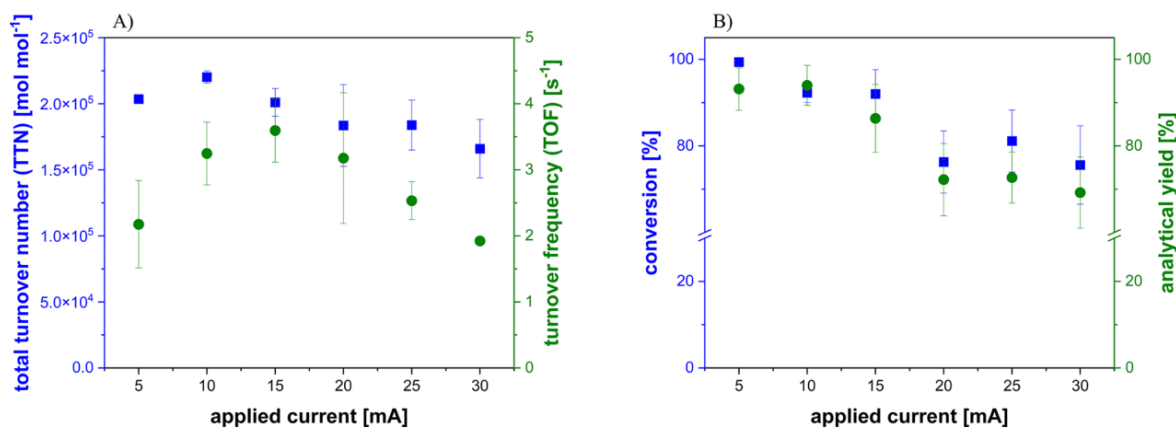 A)
total turnover number (TTN) [mol mol⁻¹]
2.5×10⁵
2.0×10⁵
1.5×10⁵
1.0×10⁵
5.0×10⁴
0.0
5 10 15 20 25 30
applied current [mA]
5
4
3
2
1
0
turnover frequency (TOF) [s⁻¹]
B)
conversion [%]
100
80
20
0
5 10 15 20 25 30
applied current [mA]
100
80
20
0
analytical yield [%]